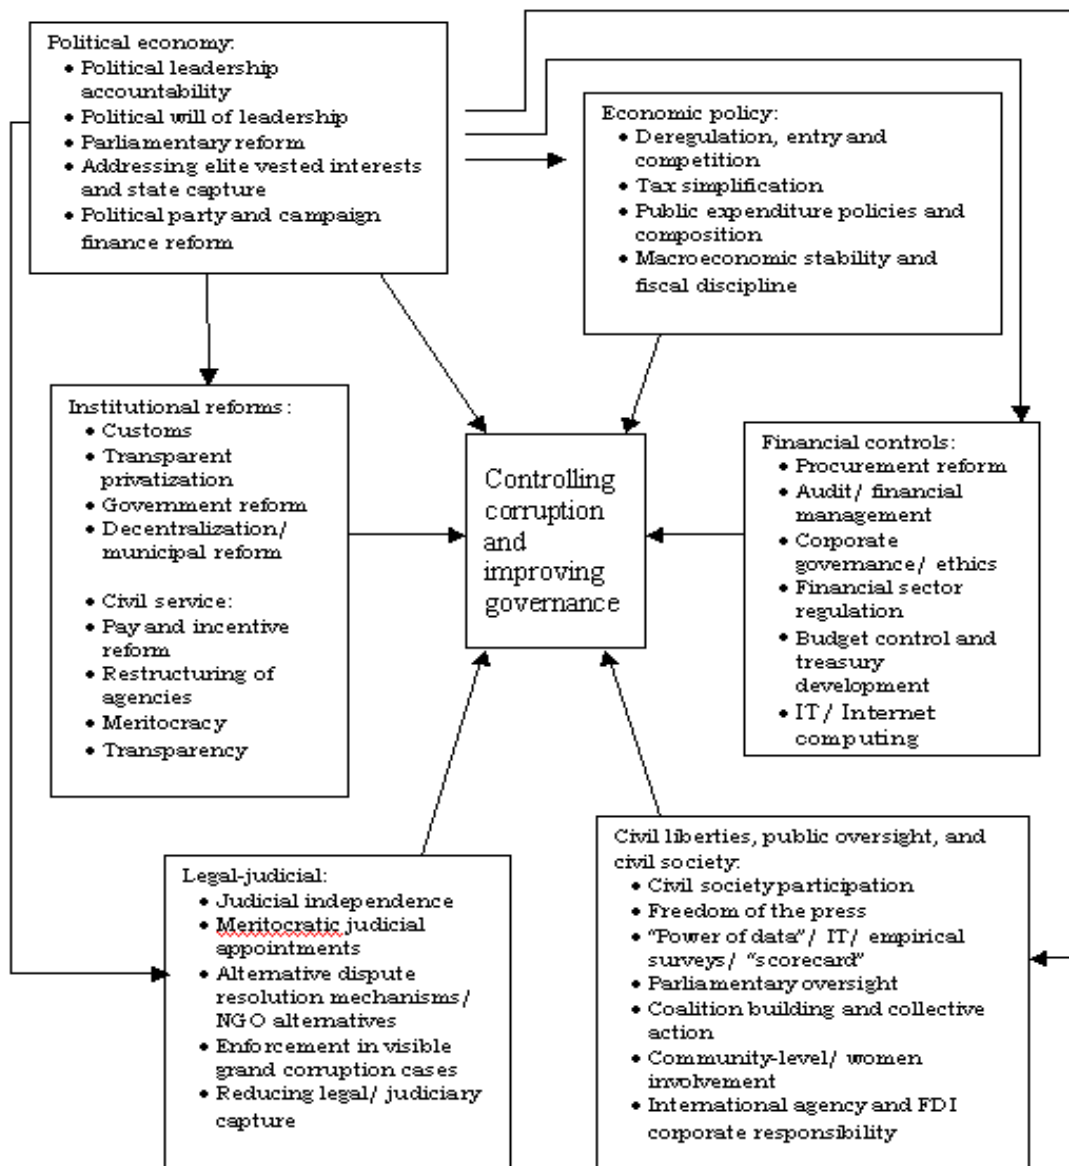 Political economy:
• Political leadership
accountability
• Political will of leadership
• Parliamentary reform
• Addressing elite vested interests
and state capture
• Political party and campaign
finance reform
Economic policy:
• Deregulation, entry and
competition
• Tax simplification
• Public expenditure policies and
composition
• Macroeconomic stability and
fiscal discipline
Institutional reforms:
• Customs
• Transparent
privatization
• Government reform
• Decentralization/
municipal reform
• Civil service:
• Pay and incentive
reform
• Restructuring of
agencies
• Meritocracy
• Transparency
Controlling
corruption
and
improving
governance
Financial controls:
• Procurement reform
• Audit/ financial
management
• Corporate
governance/ ethics
• Financial sector
regulation
• Budget control and
treasury
development
• IT/ Internet
computing
Legal-judicial:
• Judicial independence
• Meritocratic judicial
appointments
• Alternative dispute
resolution mechanisms/
NGO alternatives
• Enforcement in visible
grand corruption cases
• Reducing legal/ judiciary
capture
Civil liberties, public oversight, and
civil society:
• Civil society participation
• Freedom of the press
• “Power of data”/ IT/ empirical
surveys/ “scorecard”
• Parliamentary oversight
• Coalition building and collective
action
• Community-level/ women
involvement
• International agency and FDI
corporate responsibility